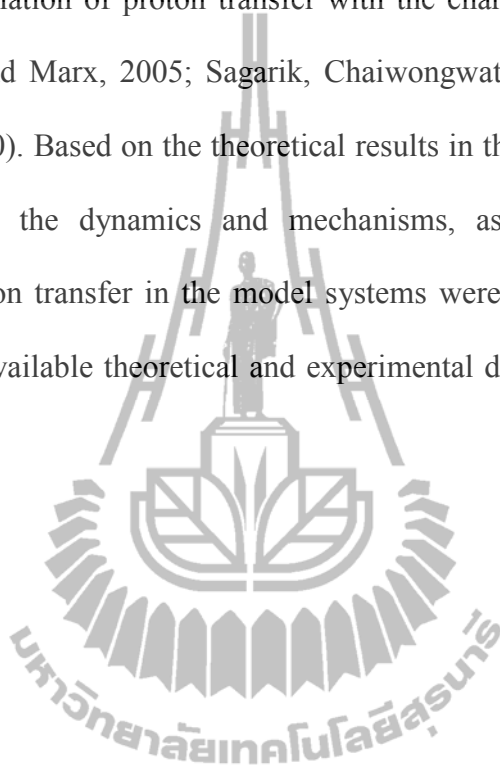 lation of proton transfer with the char
d Marx, 2005; Sagarik, Chaiwongwat
0). Based on the theoretical results in th
the dynamics and mechanisms, as
on transfer in the model systems were
vailable theoretical and experimental d
มหาวิทยาลัยเทคโนโลยีสุรนารี